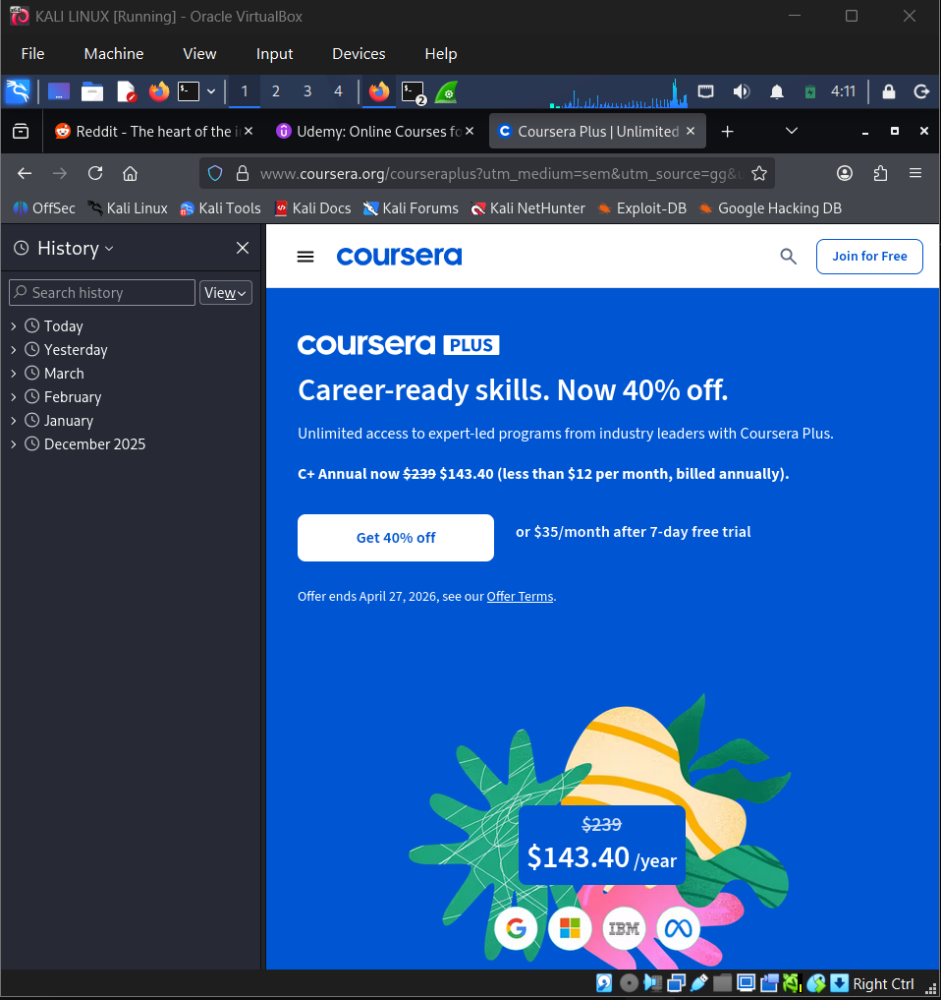 KALI LINUX [Running] - Oracle VirtualBox
File Machine View Input Devices Help
1 2 3 4 2 4:11
Reddit - The heart of the i Udemy: Online Courses fo Coursera Plus | Unlimited
www.coursera.org/courseraplus?utm_medium=sem&utm_source=gg&
OffSec Kali Linux Kali Tools Kali Docs Kali Forums Kali NetHunter Exploit-DB Google Hacking DB
History
Search history View
Today
Yesterday
March
February
January
December 2025
coursera Join for Free
coursera PLUS
Career-ready skills. Now 40% off.
Unlimited access to expert-led programs from industry leaders with Coursera Plus.
C+ Annual now $239 $143.40 (less than $12 per month, billed annually).
Get 40% off or $35/month after 7-day free trial
Offer ends April 27, 2026, see our Offer Terms.
$239
$143.40 /year
G IBM
Right Ctrl